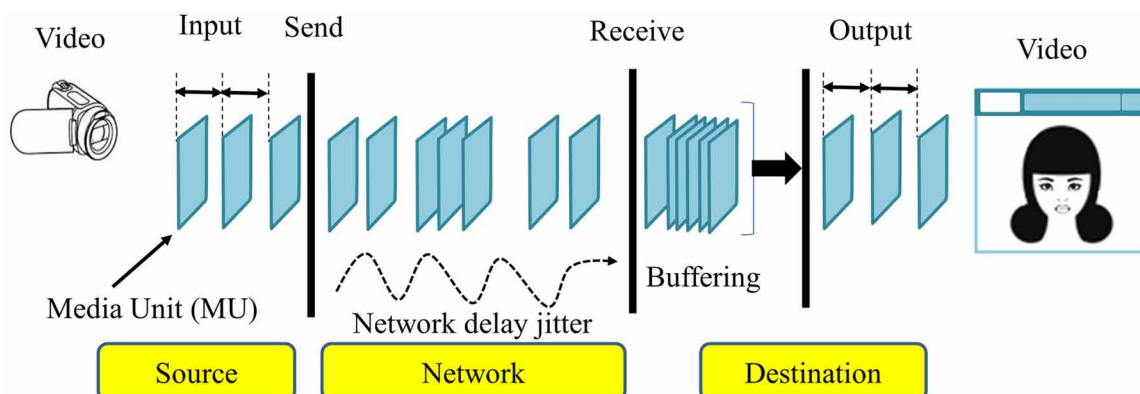 Video
Input
Send
Receive
Output
Video
Media Unit (MU)
Network delay jitter
Buffering
Source
Network
Destination